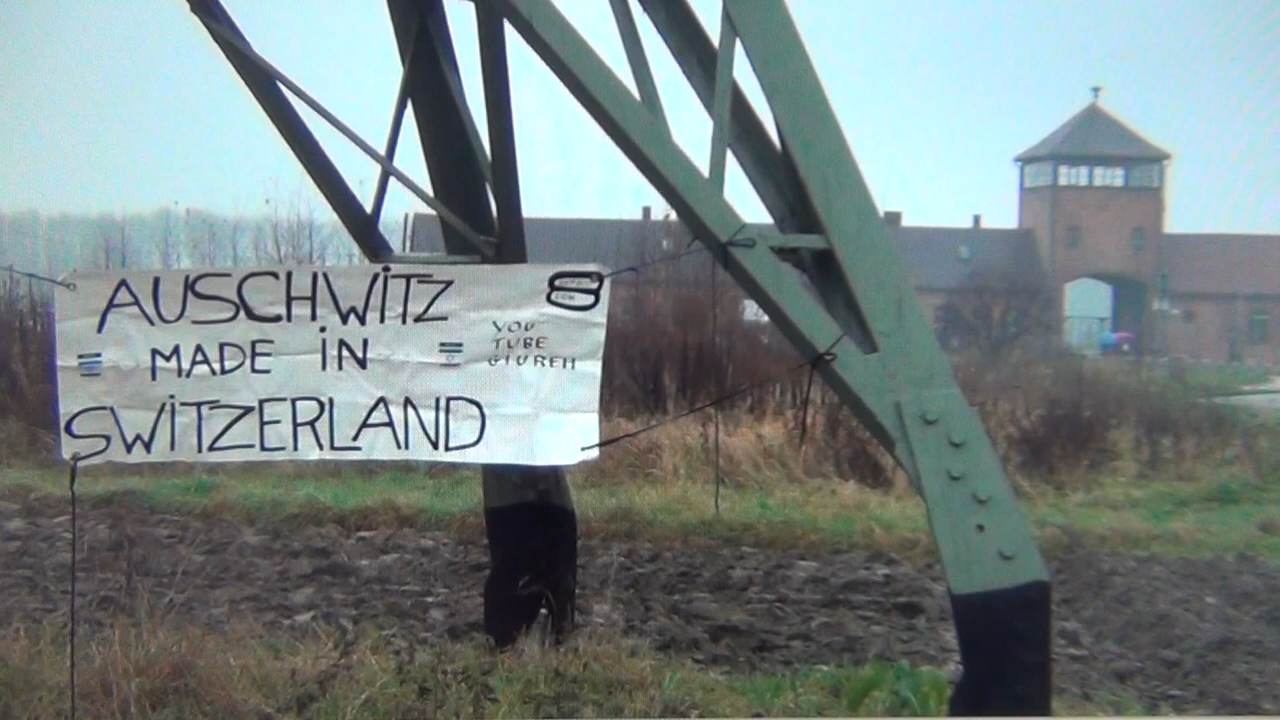 AUSCHWiTZ
= MADE iN =
SWiTZERLAND
YOU
TUBE
GIUREH